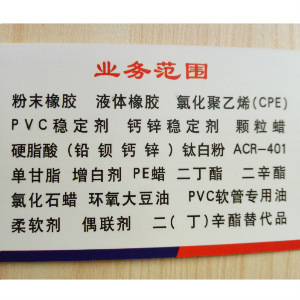 业务范围
粉末橡胶 液体橡胶 氯化聚乙烯(CPE)
PVC稳定剂 钙锌稳定剂 颗粒蜡
硬脂酸(铅 钡 钙 锌)钛白粉 ACR-401
单甘脂 增白剂 PE蜡 二丁酯 二辛酯
氯化石蜡 环氧大豆油 PVC软管专用油
柔软剂 偶联剂 二(丁)辛酯替代品